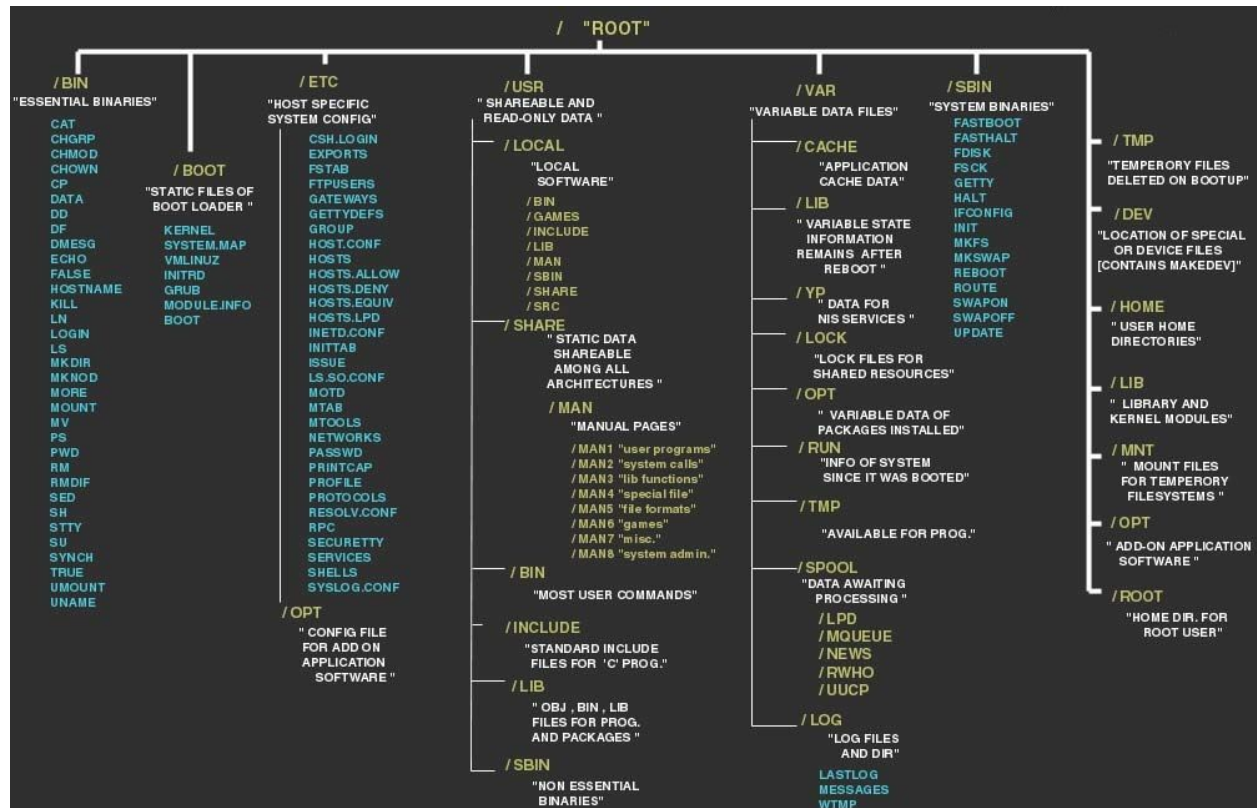 / "ROOT"
/ BIN
"ESSENTIAL BINARIES"
CAT
CHGRP
CHMOD
CHOWN
CP
DATA
DD
DF
DMESG
ECHO
FALSE
HOSTNAME
KILL
LN
LOGIN
LS
MKDIR
MKNOD
MORE
MOUNT
MV
PS
PWD
RM
RMDIF
SED
SH
STTY
SU
SYNCH
TRUE
UMOUNT
UNAME
/ BOOT
"STATIC FILES OF
BOOT LOADER "
KERNEL
SYSTEM.MAP
VMLINUZ
INITRD
GRUB
MODULE.INFO
BOOT
/ ETC
"HOST SPECIFIC
SYSTEM CONFIG"
CSH.LOGIN
EXPORTS
FSTAB
FTPUSERS
GATEWAYS
GETTYDEFS
GROUP
HOST.CONF
HOSTS
HOSTS.ALLOW
HOSTS.DENY
HOSTS.EQUIV
HOSTS.LPD
INETD.CONF
INITTAB
ISSUE
LS.SO.CONF
MOTD
MTAB
MTOOLS
NETWORKS
PASSWD
PRINTCAP
PROFILE
PROTOCOLS
RESOLV.CONF
RPC
SECURETTY
SERVICES
SHELLS
SYSLOG.CONF
/ OPT
" CONFIG FILE
FOR ADD ON
APPLICATION
SOFTWARE "
/ USR
" SHAREABLE AND
READ-ONLY DATA "
/ LOCAL
"LOCAL
SOFTWARE"
/ BIN
/ GAMES
/ INCLUDE
/ LIB
/ MAN
/ SBIN
/ SHARE
/ SRC
/ SHARE
"STATIC DATA
SHAREABLE
AMONG ALL
ARCHITECTURES "
/ MAN
"MANUAL PAGES"
/ MAN1 "user programs"
/ MAN2 "system calls"
/ MAN3 "lib functions"
/ MAN4 "special file"
/ MAN5 "file formats"
/ MAN6 "games"
/ MAN7 "misc."
/ MAN8 "system admin."
/ BIN
"MOST USER COMMANDS"
/ INCLUDE
"STANDARD INCLUDE
FILES FOR 'C' PROG."
/ LIB
" OBJ , BIN , LIB
FILES FOR PROG.
AND PACKAGES "
/ SBIN
"NON ESSENTIAL
BINARIES"
/ VAR
"VARIABLE DATA FILES"
/ CACHE
"APPLICATION
CACHE DATA"
/ LIB
" VARIABLE STATE
INFORMATION
REMAINS AFTER
REBOOT "
/ YP
" DATA FOR
NIS SERVICES "
/ LOCK
"LOCK FILES FOR
SHARED RESOURCES"
/ OPT
" VARIABLE DATA OF
PACKAGES INSTALLED"
/ RUN
"INFO OF SYSTEM
SINCE IT WAS BOOTED"
/ TMP
"AVAILABLE FOR PROG."
/ SPOOL
"DATA AWAITING
PROCESSING "
/ LPD
/ MQUEUE
/ NEWS
/ RWHO
/ UUCP
/ LOG
"LOG FILES
AND DIR"
LASTLOG
MESSAGES
WTMP
/ SBIN
"SYSTEM BINARIES"
FASTBOOT
FASTHALT
FDISK
FSCK
GETTY
HALT
IFCONFIG
INIT
MKFS
MKSWAP
REBOOT
ROUTE
SWAPON
SWAPOFF
UPDATE
/ TMP
"TEMPERORY FILES
DELETED ON BOOTUP"
/ DEV
"LOCATION OF SPECIAL
OR DEVICE FILES
[CONTAINS MAKEDEV]"
/ HOME
" USER HOME
DIRECTORIES"
/ LIB
" LIBRARY AND
KERNEL MODULES"
/ MNT
" MOUNT FILES
FOR TEMPERORY
FILESYSTEMS "
/ OPT
" ADD-ON APPLICATION
SOFTWARE "
/ ROOT
"HOME DIR. FOR
ROOT USER"